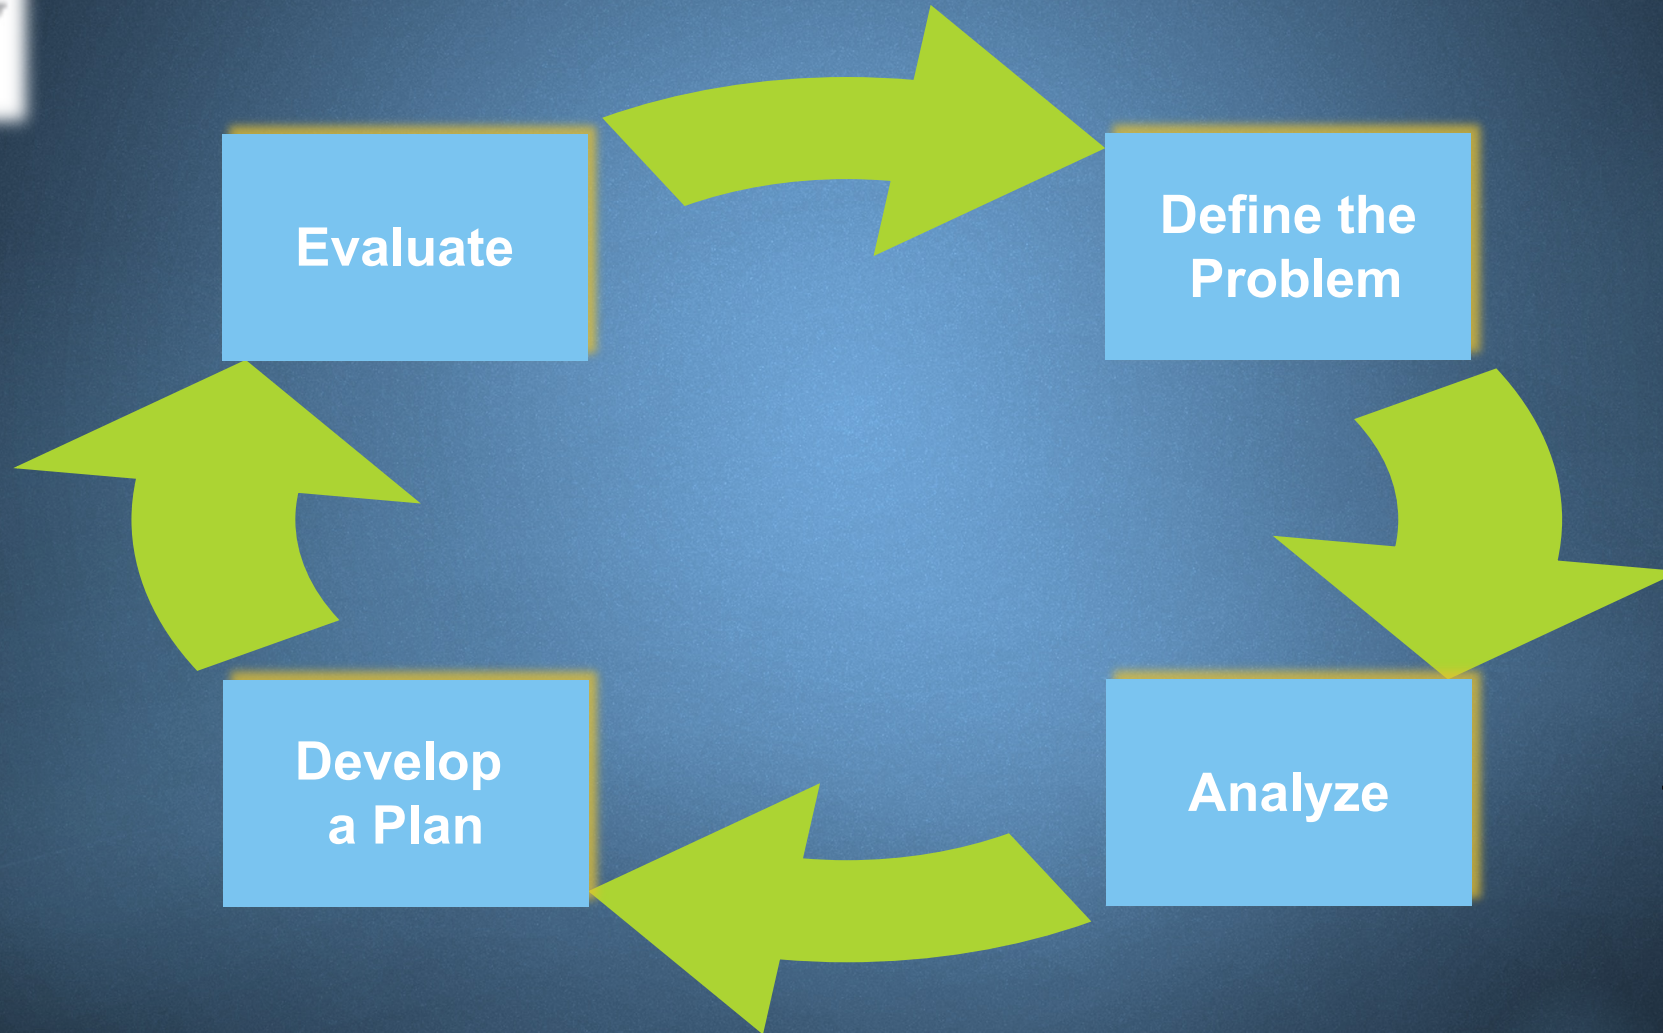 Evaluate
Define the
Problem
Develop
a Plan
Analyze